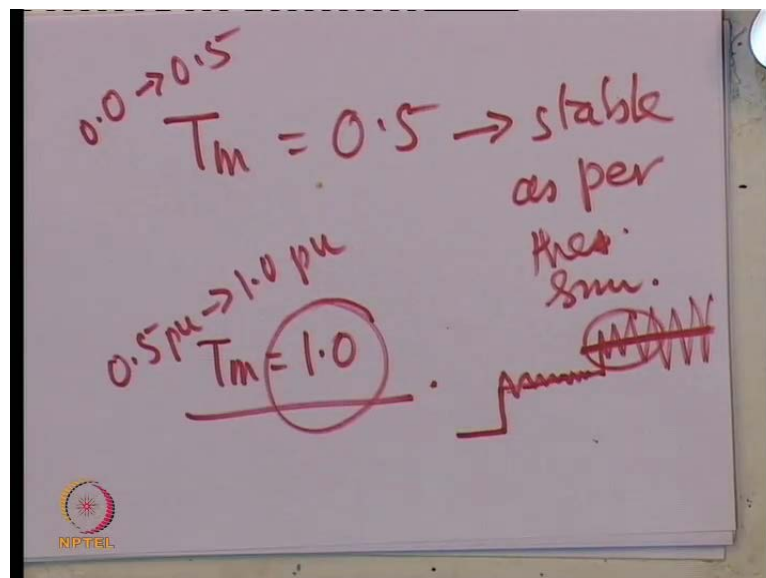 0.0 → 0.5
Tm = 0.5 → stable
as per
0.5 pu → 1.0 pu
Tm = 1.0
NPTEL